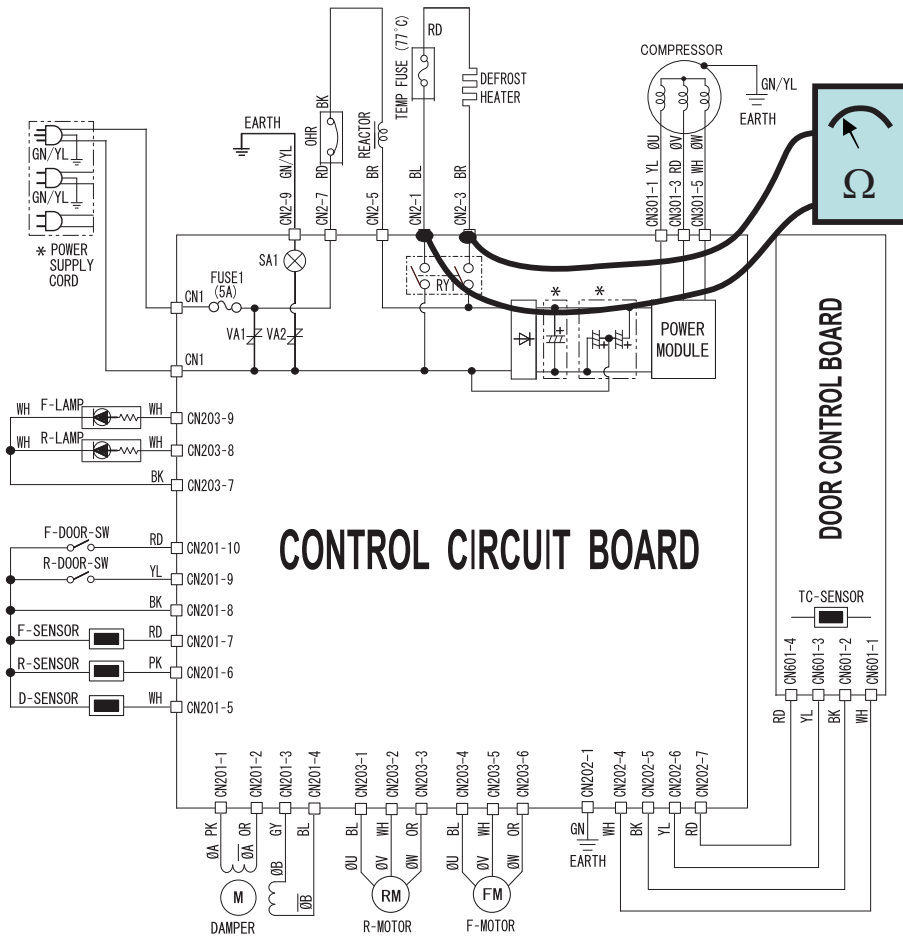 COMPRESSOR
GN/YL
EARTH
ØU
ØV
ØW
CN301-1 YL
CN301-3 RD
CN301-5 WH
Ω
RD
TEMP FUSE (77°C)
DEFROST
HEATER
BK
OHR
RD
REACTOR
BR
BL
BR
EARTH
GN/YL
CN2-9
CN2-7
CN2-5
CN2-1
CN2-3
GN/YL
GN/YL
* POWER
SUPPLY
CORD
SA1
RY1
FUSE1
(5A)
CN1
VA1
VA2
CN1
*
*
+
+
+
POWER
MODULE
DOOR CONTROL BOARD
WH
F-LAMP
WH
CN203-9
WH
R-LAMP
WH
CN203-8
BK
CN203-7
CONTROL CIRCUIT BOARD
F-DOOR-SW
RD
CN201-10
R-DOOR-SW
YL
CN201-9
BK
CN201-8
F-SENSOR
RD
CN201-7
R-SENSOR
PK
CN201-6
D-SENSOR
WH
CN201-5
TC-SENSOR
CN601-4
CN601-3
CN601-2
CN601-1
RD
YL
BK
WH
CN201-1
CN201-2
CN201-3
CN201-4
CN203-1
CN203-2
CN203-3
CN203-4
CN203-5
CN203-6
CN202-1
CN202-4
CN202-5
CN202-6
CN202-7
PK
OR
GY
BL
BL
WH
OR
BL
WH
OR
GN
WH
BK
YL
RD
ØA
Ø͞A͞
ØB
Ø͞B͞
ØU
ØV
ØW
ØU
ØV
ØW
EARTH
M
RM
FM
DAMPER
R-MOTOR
F-MOTOR